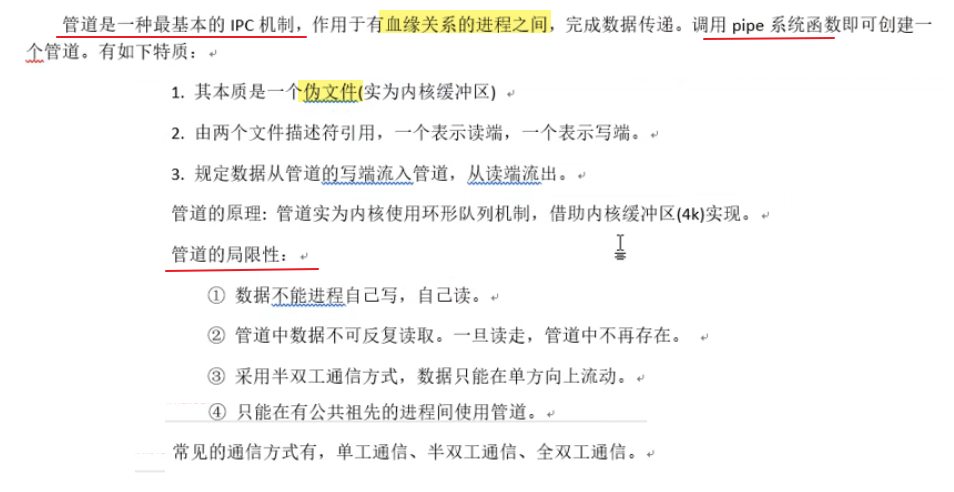 管道是一种最基本的 IPC 机制，作用于有血缘关系的进程之间，完成数据传递。调用 pipe 系统函数即可创建一
个管道。有如下特质：
1. 其本质是一个伪文件(实为内核缓冲区)
2. 由两个文件描述符引用，一个表示读端，一个表示写端。
3. 规定数据从管道的写端流入管道，从读端流出。
管道的原理: 管道实为内核使用环形队列机制，借助内核缓冲区(4k)实现。
管道的局限性：
① 数据不能进程自己写，自己读。
② 管道中数据不可反复读取。一旦读走，管道中不再存在。
③ 采用半双工通信方式，数据只能在单方向上流动。
④ 只能在有公共祖先的进程间使用管道。
常见的通信方式有，单工通信、半双工通信、全双工通信。